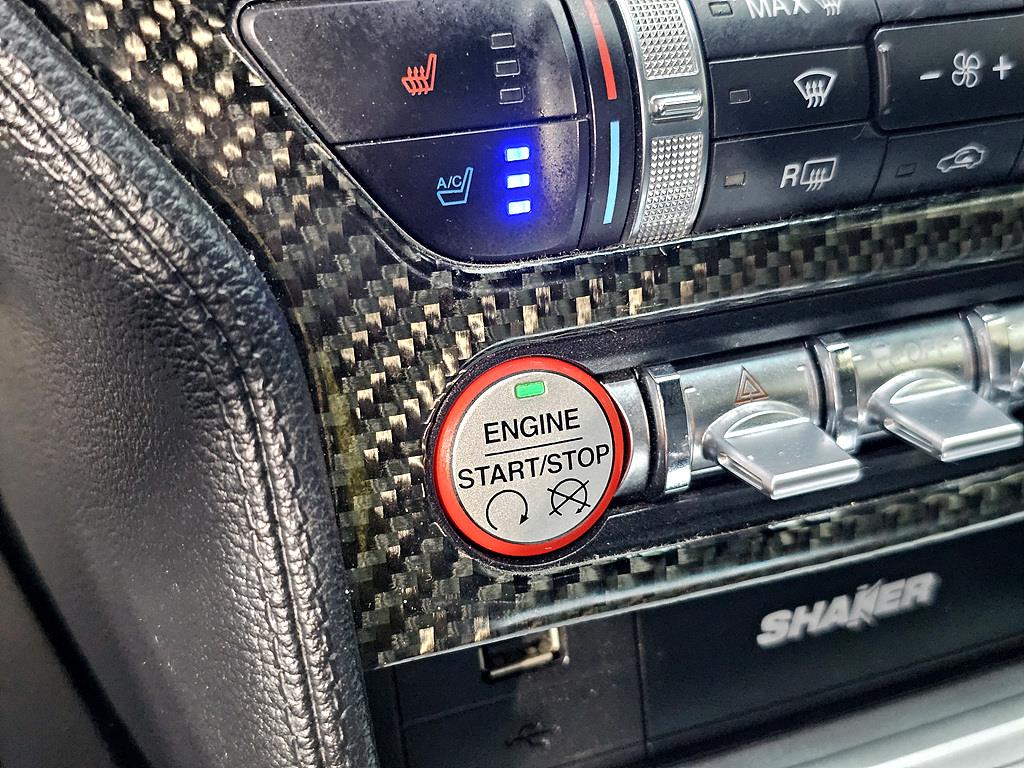 MAX
A/C
R
ENGINE
START/STOP
SHAKER